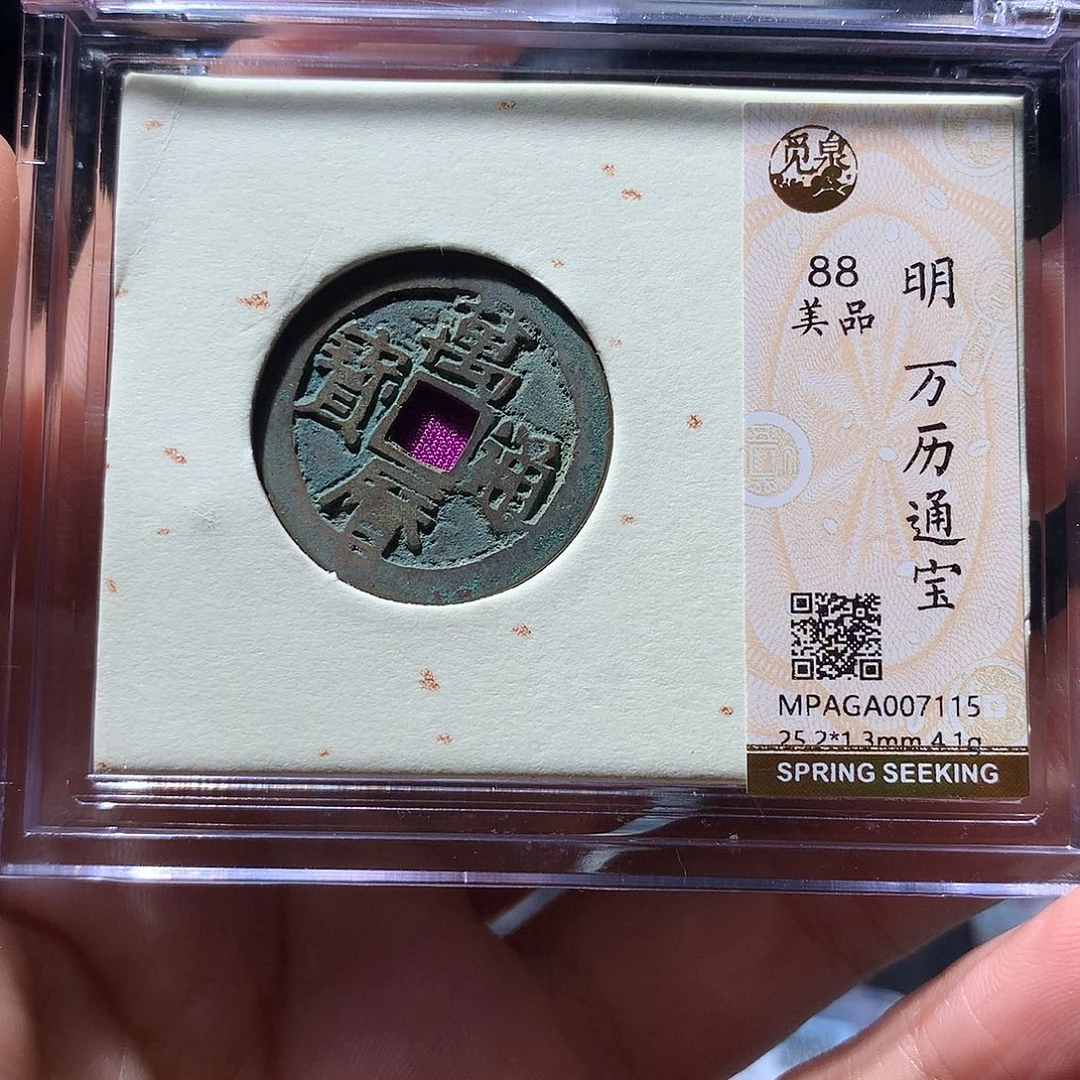 萬曆通寶
觅泉
88
美品
明 万历通宝
MPAGA007115
25.2*1.3mm 4.1g
SPRING SEEKING